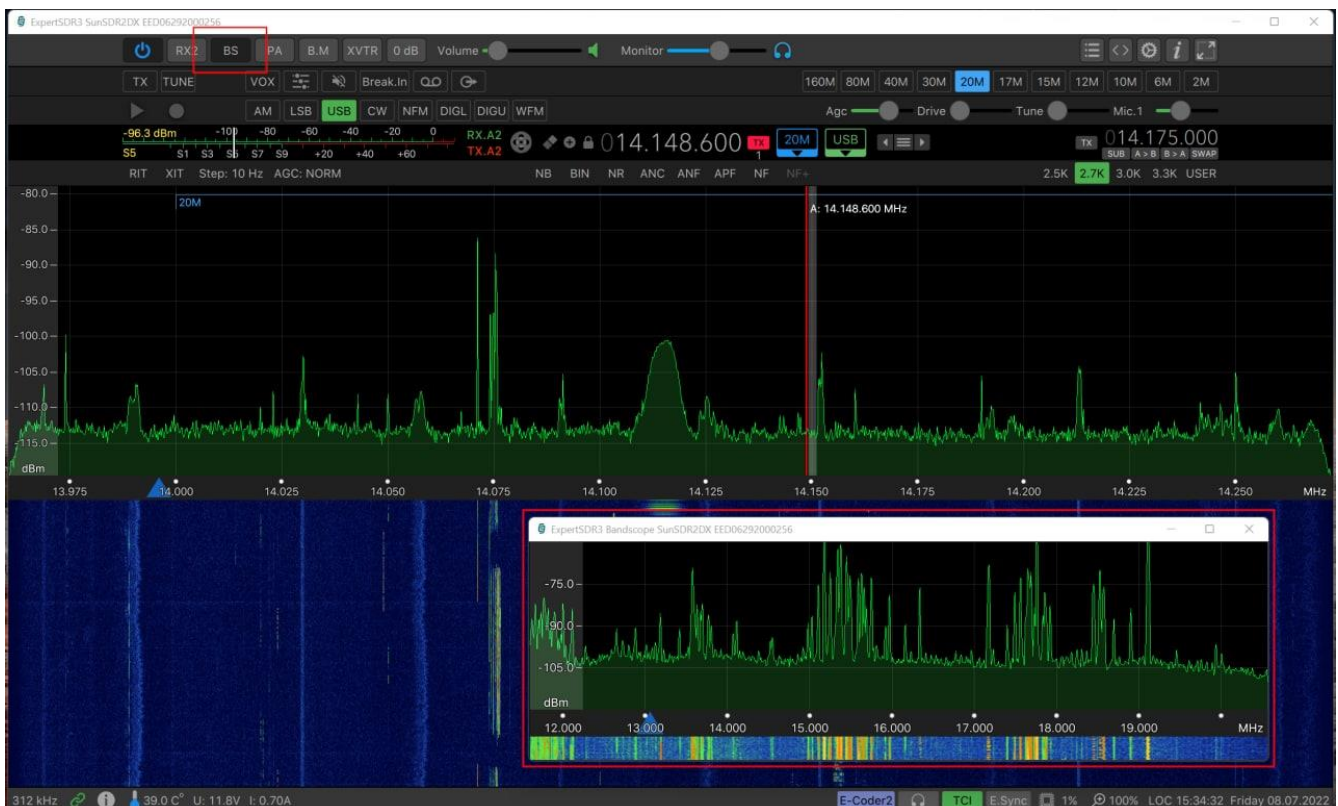 ExpertSDR3 SunSDR2DX EED06292000256
RX2 BS PA B.M XVTR 0 dB Volume Monitor
TX TUNE VOX Break.In 160M 80M 40M 30M 20M 17M 15M 12M 10M 6M 2M
AM LSB USB CW NFM DIGL DIGU WFM Agc Drive Tune Mic.1
-96.3 dBm -100 -80 -60 -40 -20 0 RX.A2 014.148.600 TX 20M USB TX 014.175.000
S5 S1 S3 S5 S7 S9 +20 +40 +60 TX.A2 1 SUB A>B B>A SWAP
RIT XIT Step: 10 Hz AGC: NORM NB BIN NR ANC ANF APF NF NF+ 2.5K 2.7K 3.0K 3.3K USER
-80.0
20M
A: 14.148.600 MHz
-85.0
-90.0
-95.0
-100.0
-105.0
-110.0
-115.0
dBm
13.975 14.000 14.025 14.050 14.075 14.100 14.125 14.150 14.175 14.200 14.225 14.250 MHz
ExpertSDR3 Bandscope SunSDR2DX EED06292000256
-75.0
-90.0
-105.0
dBm
12.000 13.000 14.000 15.000 16.000 17.000 18.000 19.000 MHz
312 kHz 39.0 C° U: 11.8V I: 0.70A E-Coder2 TCI E.Sync 1% 100% LOC 15:34:32 Friday 08.07.2022